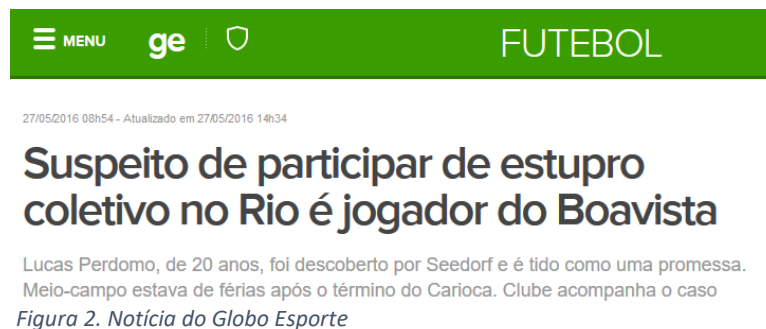 MENU ge FUTEBOL
27/05/2016 08h54 - Atualizado em 27/05/2016 14h34
Suspeito de participar de estupro
coletivo no Rio é jogador do Boavista
Lucas Perdomo, de 20 anos, foi descoberto por Seedorf e é tido como uma promessa.
Meio-campo estava de férias após o término do Carioca. Clube acompanha o caso
Figura 2. Notícia do Globo Esporte